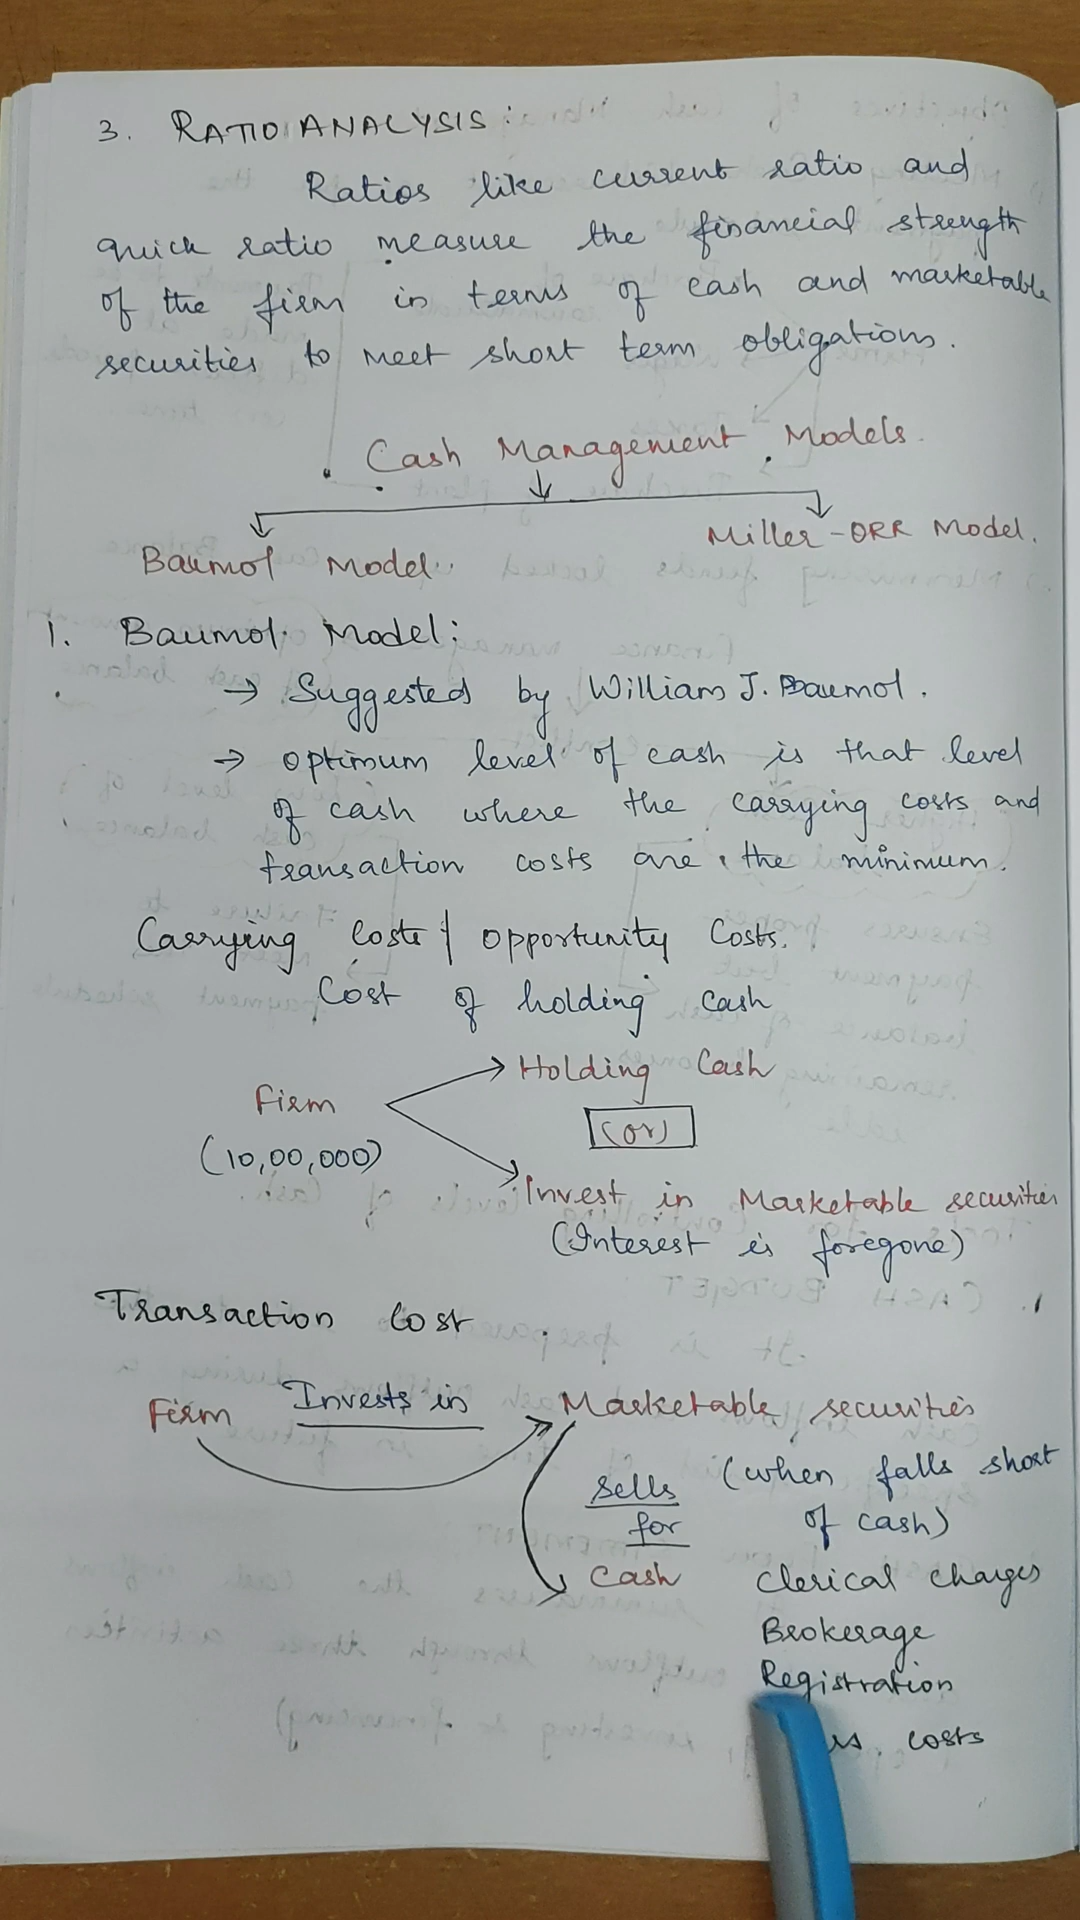 3. RATIO ANALYSIS:
Ratios like current ratio and
quick ratio measure the financial strength
of the firm in terms of cash and marketable
securities to meet short term obligations.
Cash Management Models.
Baumol Model.
Miller-ORR Model.
1. Baumol Model:
→ Suggested by William J. Baumol.
→ Optimum level of cash is that level
of cash where the carrying costs and
transaction costs are the minimum.
Carrying Costs / Opportunity Costs.
Cost of holding cash
Firm
(10,00,000)
→ Holding Cash
(or)
Invest in Marketable securities
(Interest is foregone)
Transaction Cost
Firm Invests in Marketable securities
Sells (when falls short
for of cash)
Cash Clerical charges
Brokerage
Registration
costs